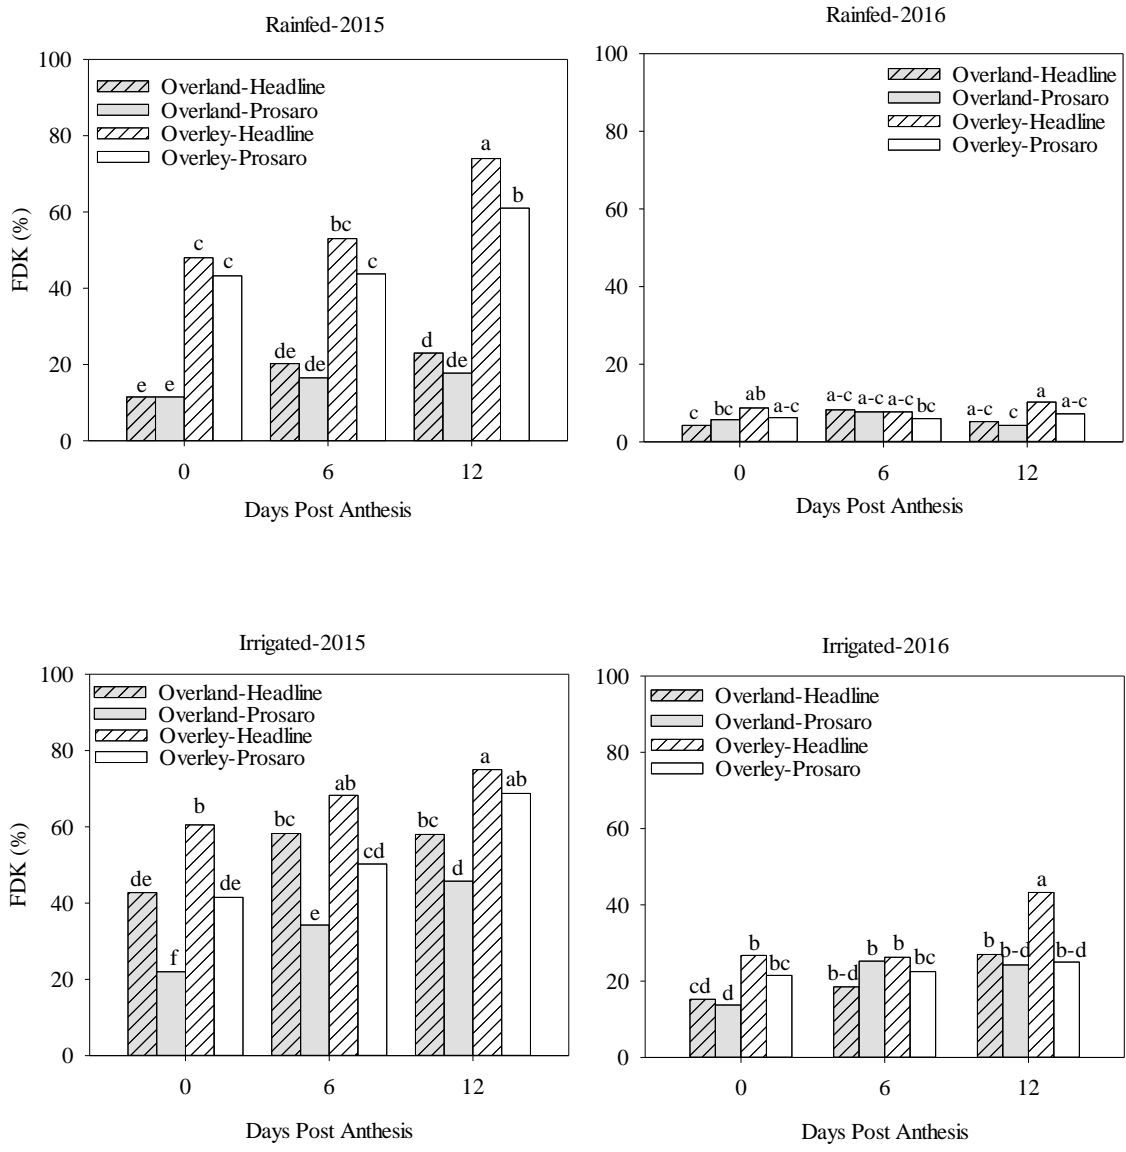 Rainfed-2015
100
80
60
40
20
0
FDK (%)
Overland-Headline
Overland-Prosaro
Overley-Headline
Overley-Prosaro
e e c c
de de bc c
d de a b
0 6 12
Days Post Anthesis
Rainfed-2016
100
80
60
40
20
0
Overland-Headline
Overland-Prosaro
Overley-Headline
Overley-Prosaro
c bc ab a-c
a-c a-c a-c bc
a-c c a a-c
0 6 12
Days Post Anthesis
Irrigated-2015
100
80
60
40
20
0
FDK (%)
Overland-Headline
Overland-Prosaro
Overley-Headline
Overley-Prosaro
de f b de
bc e ab cd
bc d a ab
0 6 12
Days Post Anthesis
Irrigated-2016
100
80
60
40
20
0
Overland-Headline
Overland-Prosaro
Overley-Headline
Overley-Prosaro
cd d b bc
b-d b b bc
b b-d a b-d
0 6 12
Days Post Anthesis